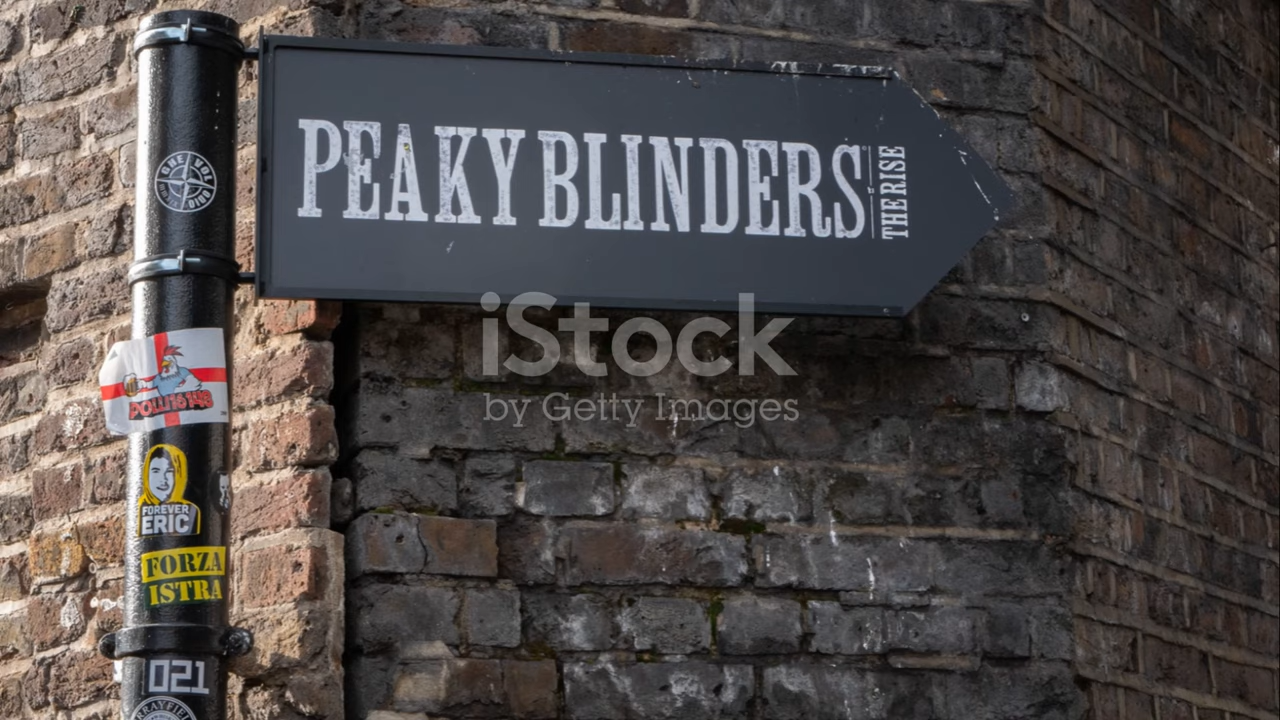 PEAKY BLINDERS
THE RISE
iStock
by Getty Images
FOREVER
ERIC
FORZA
ISTRA
021